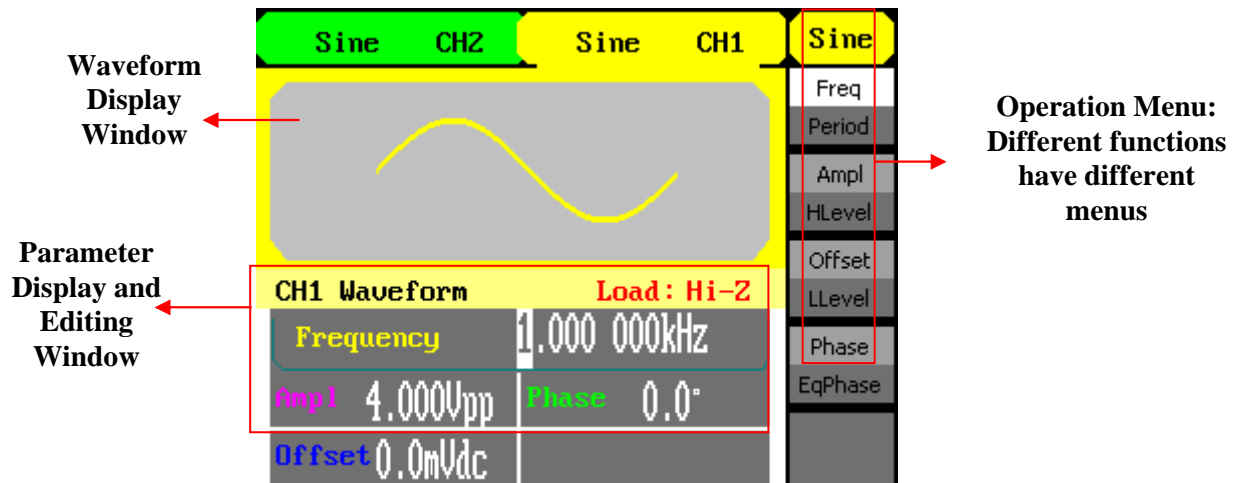 Sine CH2
Sine CH1
Sine
Waveform
Display
Window
Freq
Period
Ampl
HLevel
Offset
LLevel
Phase
EqPhase
Operation Menu:
Different functions
have different
menus
Parameter
Display and
Editing
Window
CH1 Waveform Load: Hi-Z
Frequency 1.000 000kHz
Ampl 4.000Vpp Phase 0.0°
Offset 0.0mVdc